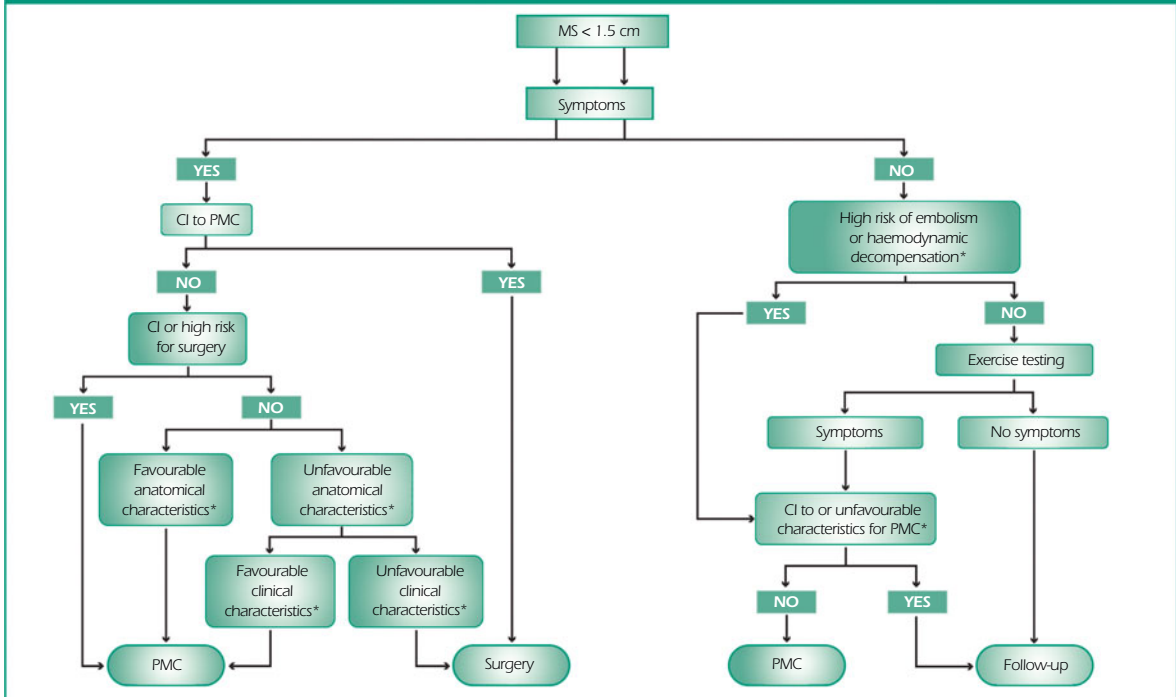 MS < 1.5 cm
Symptoms
YES
NO
CI to PMC
High risk of embolism
or haemodynamic
decompensation*
NO
YES
YES
NO
CI or high risk
for surgery
Exercise testing
YES
NO
Symptoms
No symptoms
Favourable
anatomical
characteristics*
Unfavourable
anatomical
characteristics*
CI to or unfavourable
characteristics for PMC*
Favourable
clinical
characteristics*
Unfavourable
clinical
characteristics*
NO
YES
PMC
Surgery
PMC
Follow-up